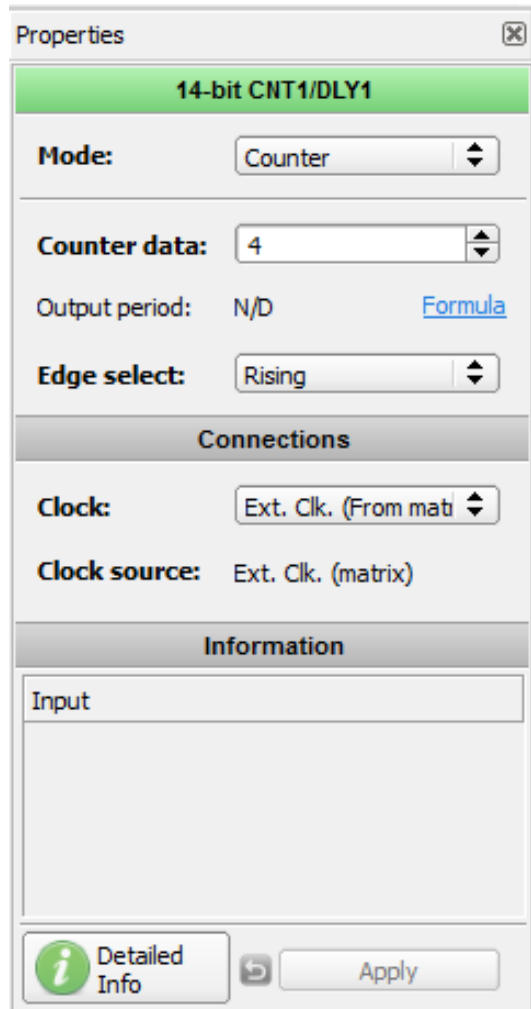 Properties
14-bit CNT1/DLY1
Mode: Counter
Counter data: 4
Output period: N/D Formula
Edge select: Rising
Connections
Clock: Ext. Clk. (From mat
Clock source: Ext. Clk. (matrix)
Information
Input
Detailed
Info
Apply